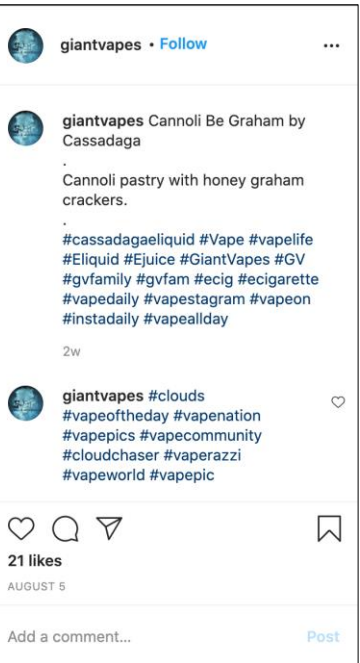 giantvapes • Follow
giantvapes Cannoli Be Graham by
Cassadaga
.
Cannoli pastry with honey graham
crackers.
.
#cassadagaeliquid #Vape #vapelife
#Eliquid #Ejuice #GiantVapes #GV
#gvfamily #gvfam #ecig #ecigarette
#vapedaily #vapestagram #vapeon
#instadaily #vapeallday
2w
giantvapes #clouds
#vapeoftheday #vapenation
#vapepics #vapecommunity
#cloudchaser #vaperazzi
#vapeworld #vapepic
21 likes
AUGUST 5
Add a comment... Post